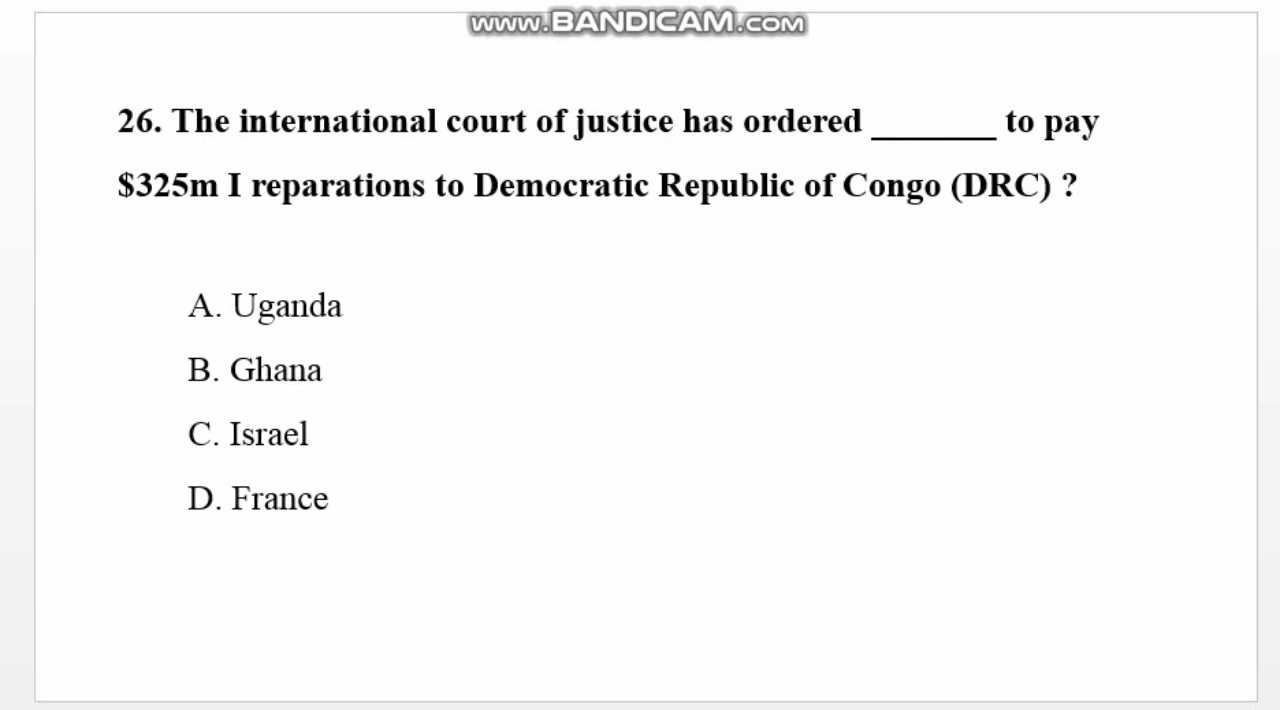 www.BANDICAM.com
26. The international court of justice has ordered _______ to pay
$325m I reparations to Democratic Republic of Congo (DRC) ?
A. Uganda
B. Ghana
C. Israel
D. France